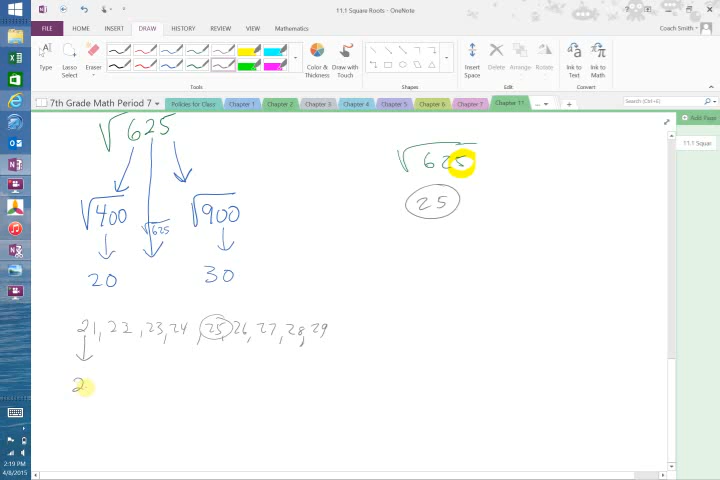 11.1 Square Roots - OneNote
FILE HOME INSERT DRAW HISTORY REVIEW VIEW Mathematics
Coach Smith
Type
Lasso Select
Eraser
Color & Thickness
Draw with Touch
Insert Space
Delete
Arrange
Rotate
Ink to Text
Ink to Math
Tools
Shapes
Edit
Convert
7th Grade Math Period 7
Policies for Class Chapter 1 Chapter 2 Chapter 3 Chapter 4 Chapter 5 Chapter 6 Chapter 7 Chapter 11 ...
Search (Ctrl+E)
Add Page
11.1 Squar
√625
√625
25
√400 √625 √900
20 30
21, 22, 23, 24, 25, 26, 27, 28, 29
2
2:19 PM
4/8/2015